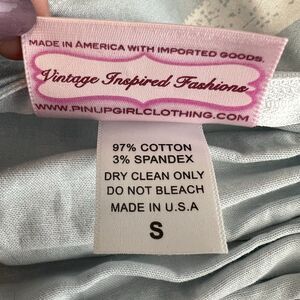 MADE IN AMERICA WITH IMPORTED GOODS.
Vintage Inspired Fashions
WWW.PINUPGIRLCLOTHING.COM
97% COTTON
3% SPANDEX
DRY CLEAN ONLY
DO NOT BLEACH
MADE IN U.S.A
S